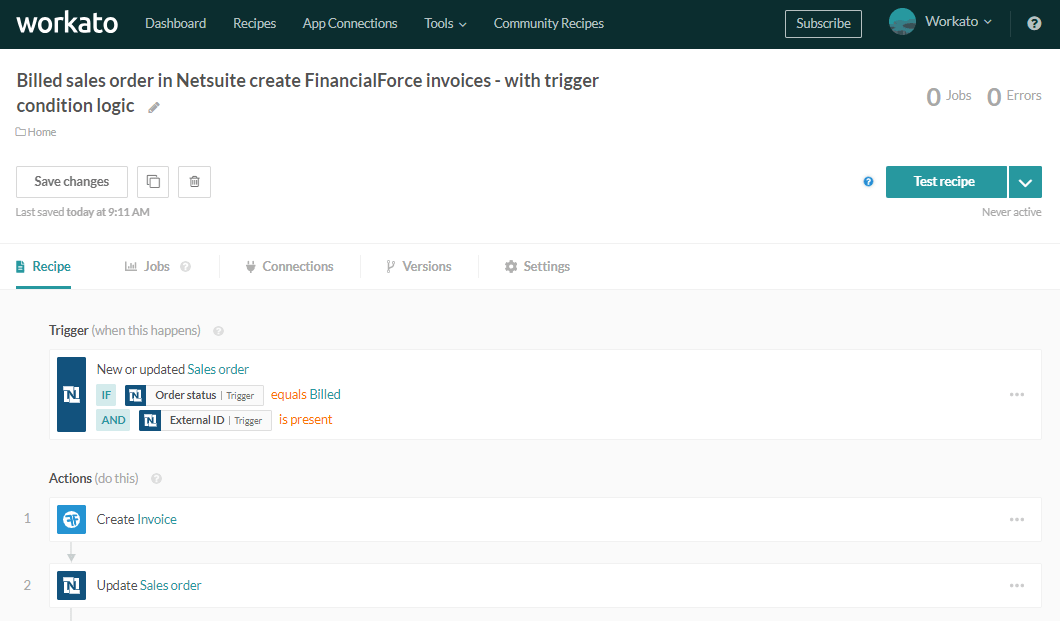 workato Dashboard Recipes App Connections Tools Community Recipes Subscribe Workato ?
Billed sales order in Netsuite create FinancialForce invoices - with trigger
condition logic
0 Jobs 0 Errors
Home
Save changes ? Test recipe
Last saved today at 9:11 AM Never active
Recipe Jobs ? Connections Versions Settings
Trigger (when this happens) ?
New or updated Sales order
IF N Order status | Trigger equals Billed
AND N External ID | Trigger is present
Actions (do this) ?
1 FF Create Invoice
2 N Update Sales order